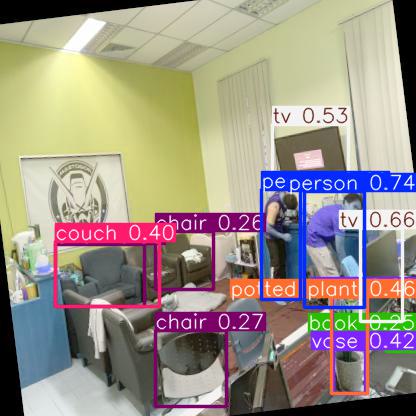 tv 0.53
pe person 0.74
chair 0.26
tv 0.66
couch 0.40
potted plant 0.46
chair 0.27
book 0.25
vase 0.42